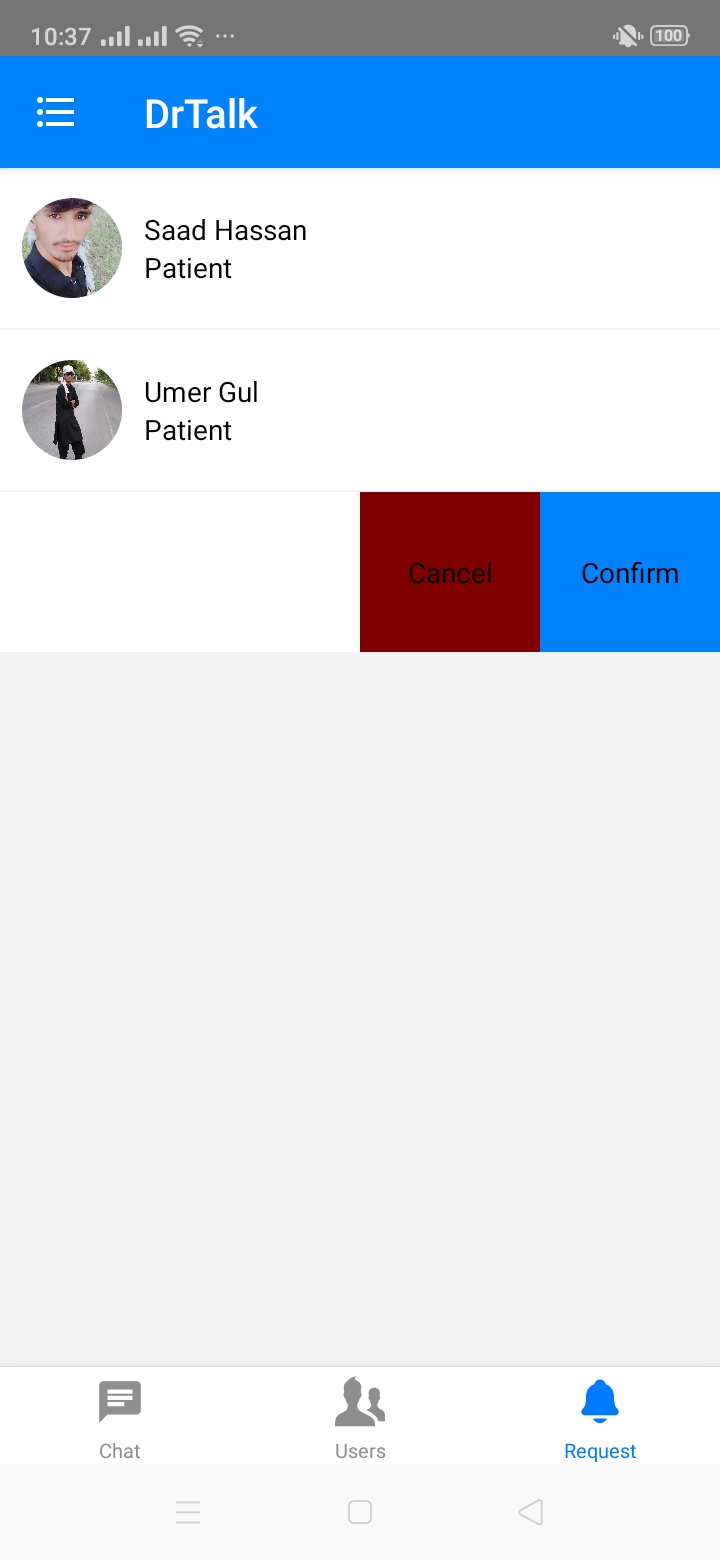 10:37
100
DrTalk
Saad Hassan
Patient
Umer Gul
Patient
Cancel Confirm
Chat Users Request